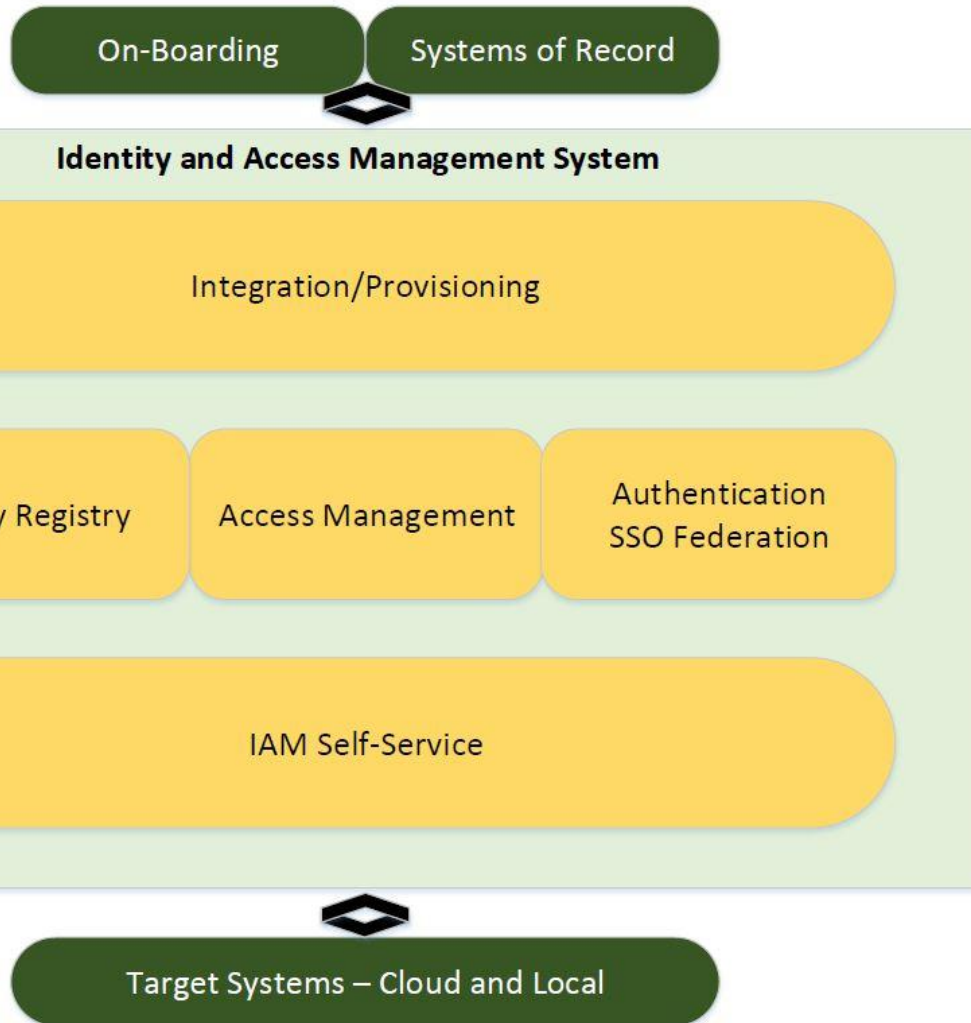 On-Boarding
Systems of Record
Identity and Access Management System
Integration/Provisioning
Registry
Access Management
Authentication
SSO Federation
IAM Self-Service
Target Systems – Cloud and Local